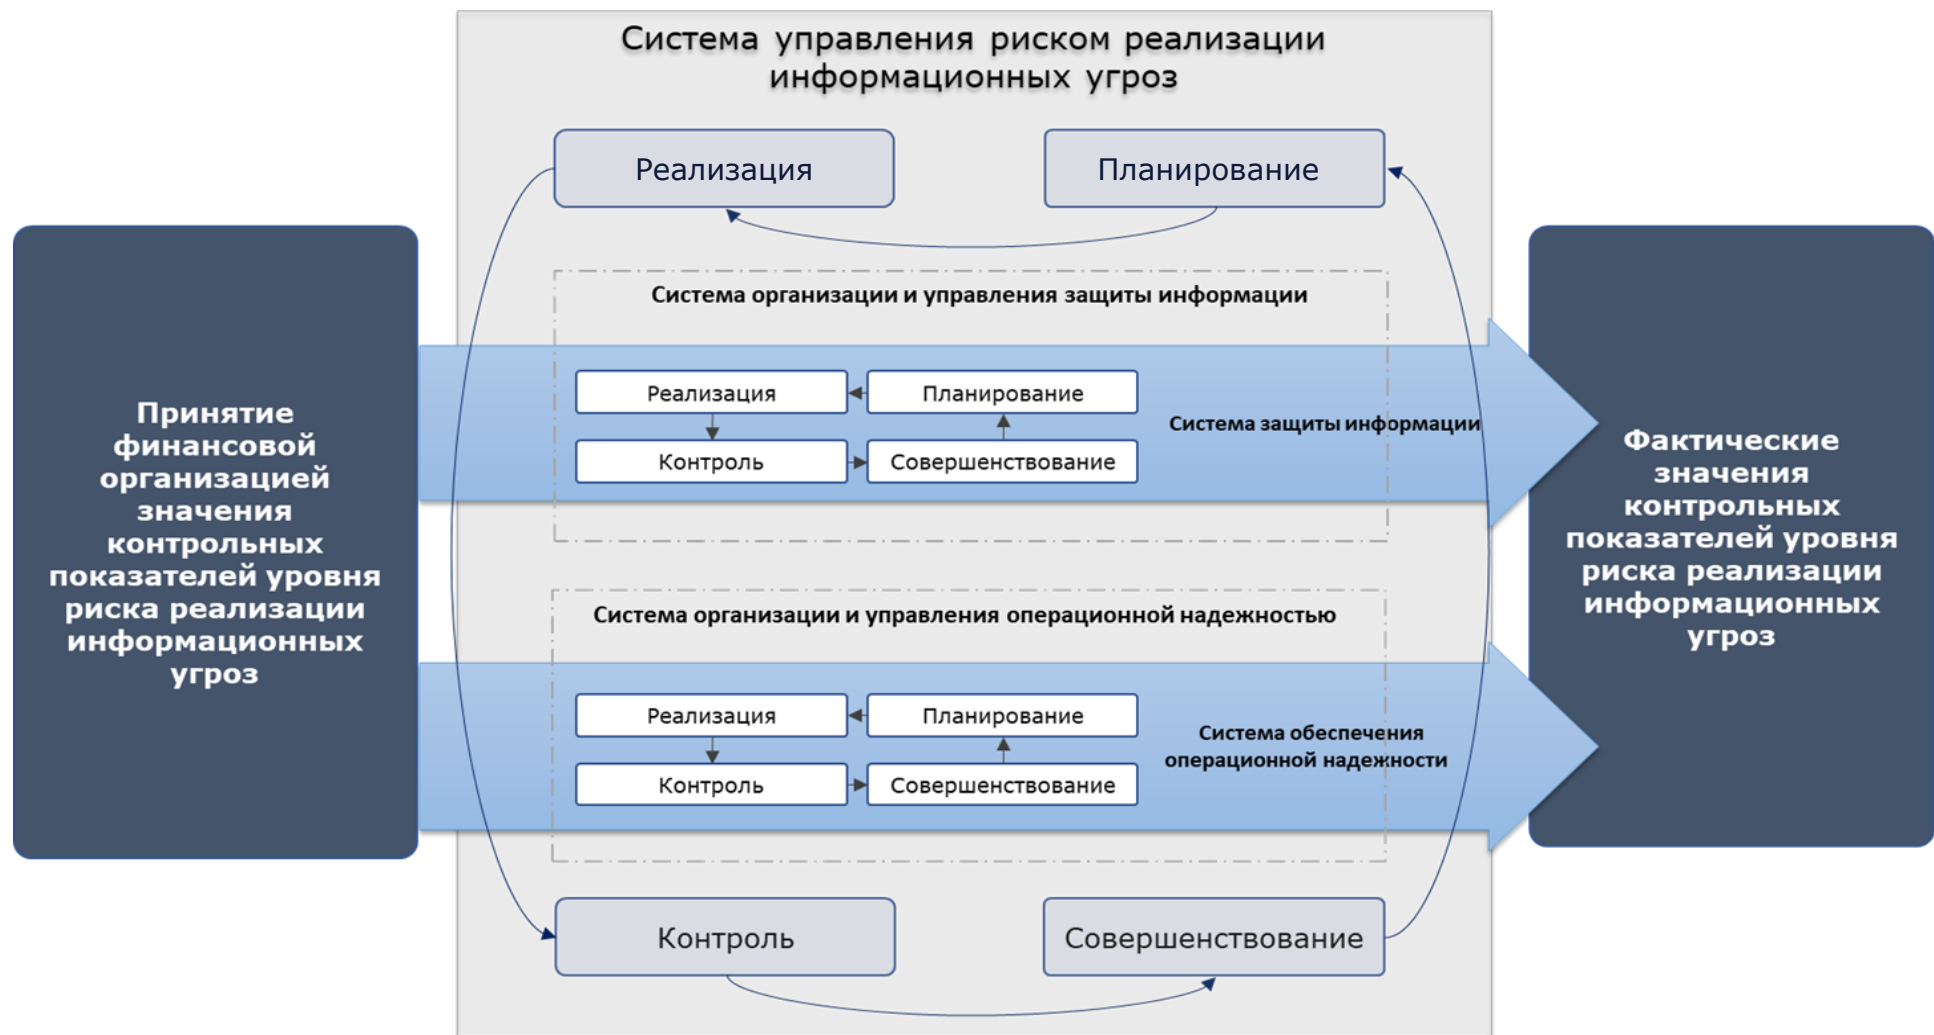 Система управления риском реализации
информационных угроз
Реализация
Планирование
Принятие
финансовой
организацией
значения
контрольных
показателей уровня
риска реализации
информационных
угроз
Система организации и управления защиты информации
Реализация
Планирование
Контроль
Совершенствование
Система защиты информации
Система организации и управления операционной надежностью
Реализация
Планирование
Контроль
Совершенствование
Система обеспечения
операционной надежности
Фактические
значения
контрольных
показателей уровня
риска реализации
информационных
угроз
Контроль
Совершенствование